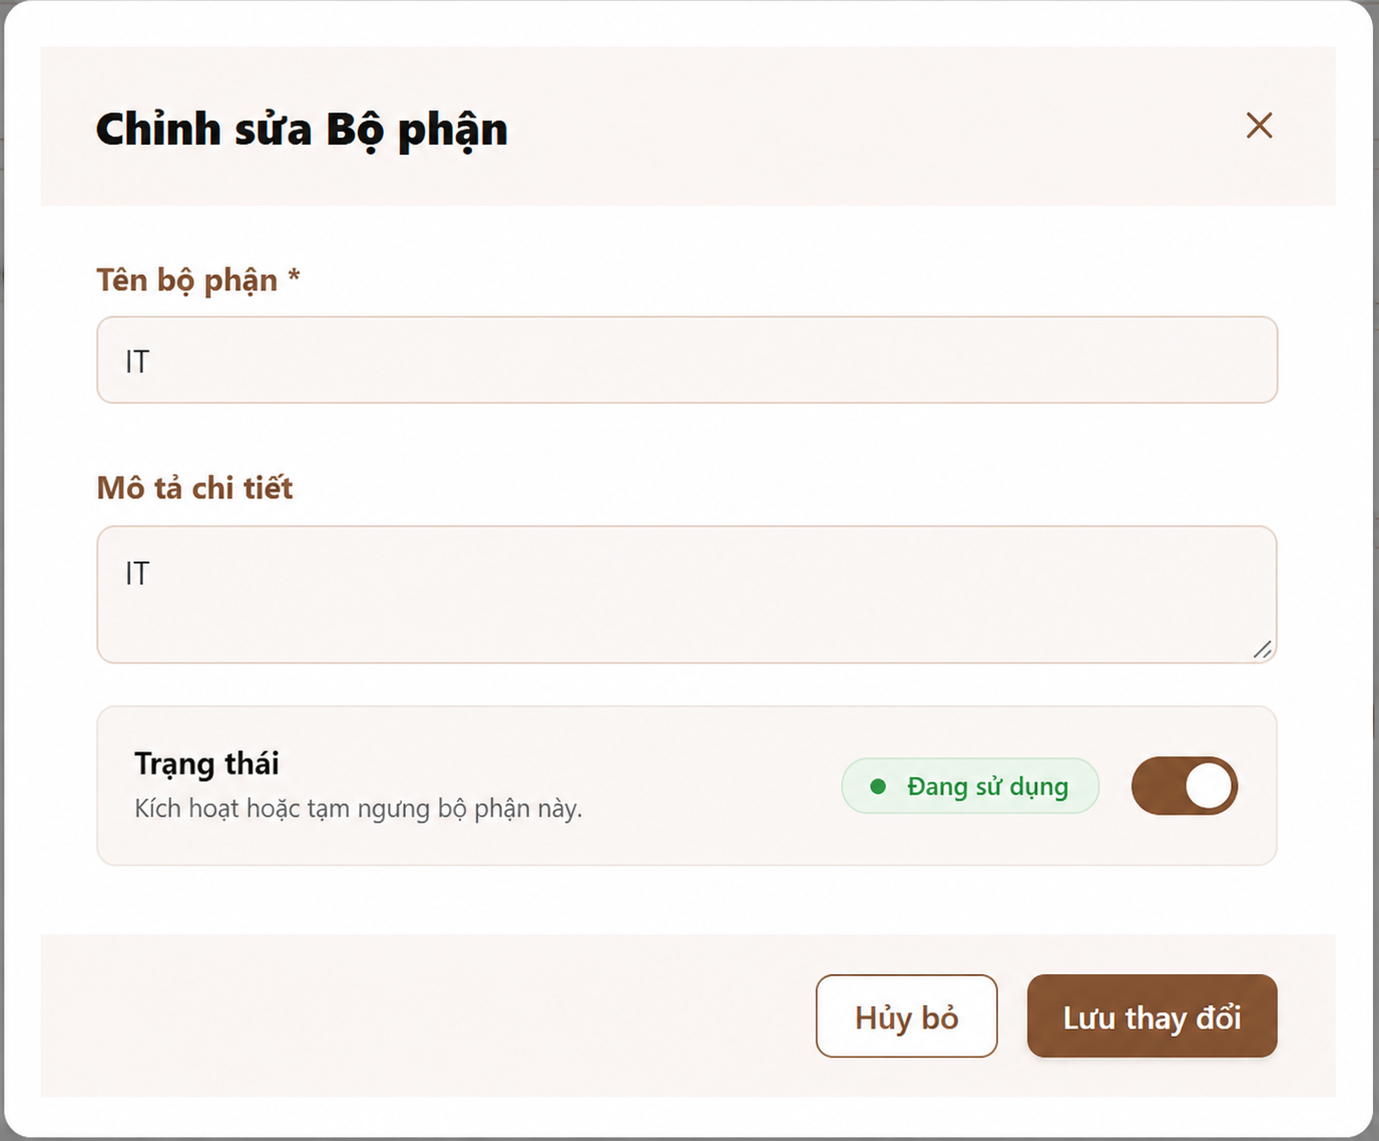 Chỉnh sửa Bộ phận
Tên bộ phận *
IT
Mô tả chi tiết
IT
Trạng thái
Kích hoạt hoặc tạm ngưng bộ phận này.
Đang sử dụng
Hủy bỏ
Lưu thay đổi